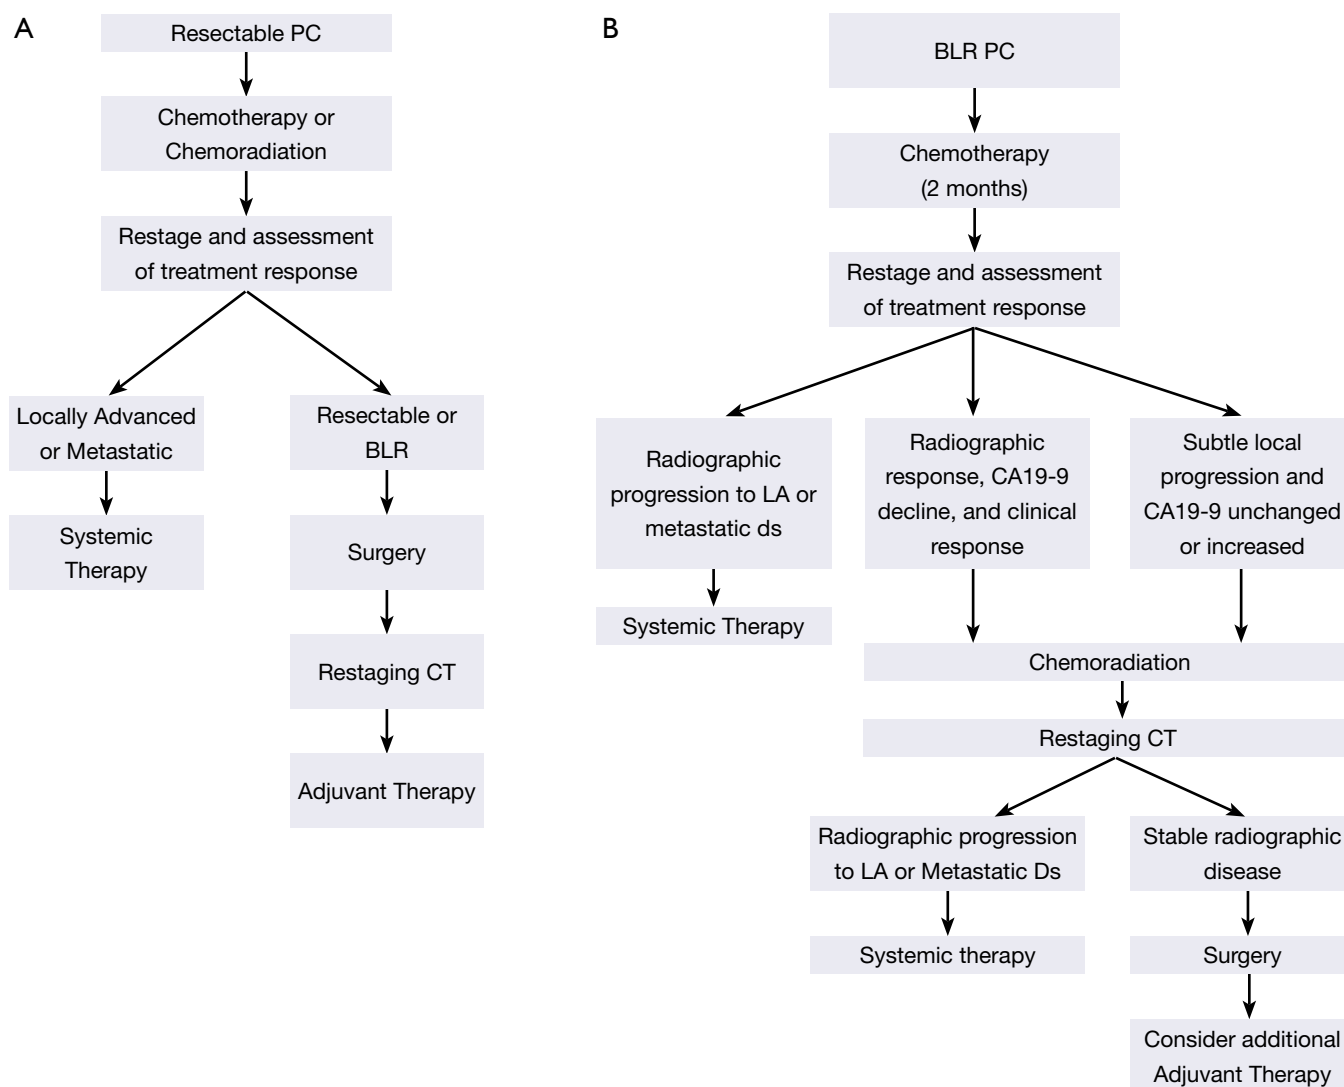 A
Resectable PC
Chemotherapy or
Chemoradiation
Restage and assessment
of treatment response
Locally Advanced
or Metastatic
Systemic
Therapy
Resectable or
BLR
Surgery
Restaging CT
Adjuvant Therapy
B
BLR PC
Chemotherapy
(2 months)
Restage and assessment
of treatment response
Radiographic
progression to LA or
metastatic ds
Systemic Therapy
Radiographic
response, CA19-9
decline, and clinical
response
Subtle local
progression and
CA19-9 unchanged
or increased
Chemoradiation
Restaging CT
Radiographic progression
to LA or Metastatic Ds
Systemic therapy
Stable radiographic
disease
Surgery
Consider additional
Adjuvant Therapy